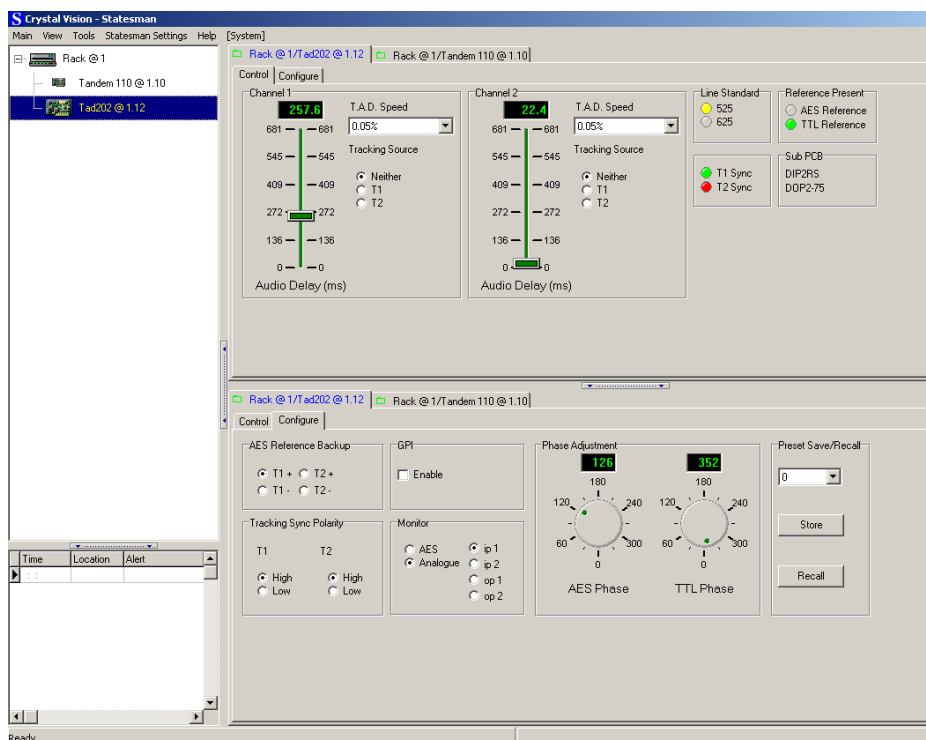 Crystal Vision - Statesman
Main View Tools Statesman Settings Help [System]
Rack @ 1
Tandem 110 @ 1.10
Tad202 @ 1.12
Rack @ 1/Tad202 @ 1.12 Rack @ 1/Tandem 110 @ 1.10
Control Configure
Channel 1
257.6
T.A.D. Speed
0.05%
Tracking Source
Neither
T1
T2
681 681
545 545
409 409
272 272
136 136
0 0
Audio Delay (ms)
Channel 2
22.4
T.A.D. Speed
0.05%
Tracking Source
Neither
T1
T2
681 681
545 545
409 409
272 272
136 136
0 0
Audio Delay (ms)
Line Standard
525
625
T1 Sync
T2 Sync
Reference Present
AES Reference
TTL Reference
Sub PCB
DIP2RS
DOP2-75
Rack @ 1/Tad202 @ 1.12 Rack @ 1/Tandem 110 @ 1.10
Control Configure
AES Reference Backup
T1 + T2 +
T1 - T2 -
GPI
Enable
Tracking Sync Polarity
T1 T2
High High
Low Low
Monitor
AES ip 1
Analogue ip 2
op 1
op 2
Phase Adjustment
126 352
180 180
120 240 120 240
60 300 60 300
0 0
AES Phase TTL Phase
Preset Save/Recall
0
Store
Recall
Time Location Alert
: :
Ready